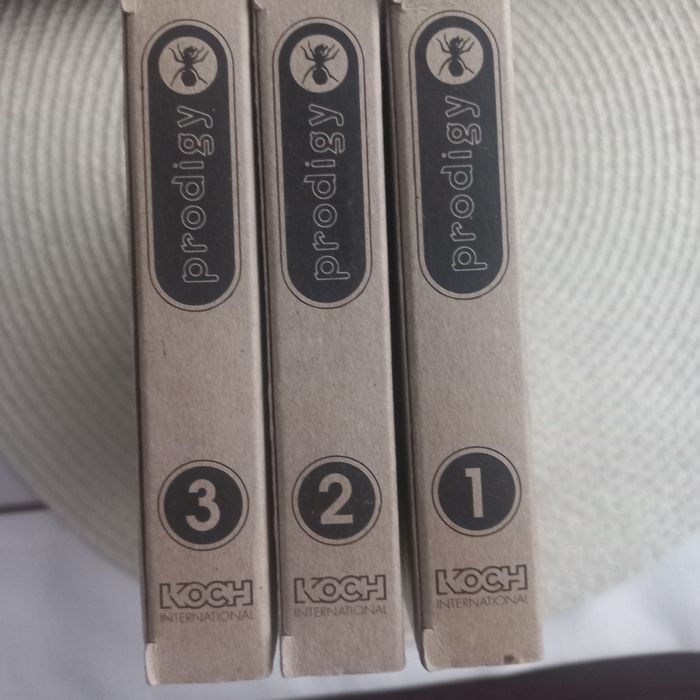 prodigy
3
KOCH
INTERNATIONAL
prodigy
2
KOCH
INTERNATIONAL
prodigy
1
KOCH
INTERNATIONAL